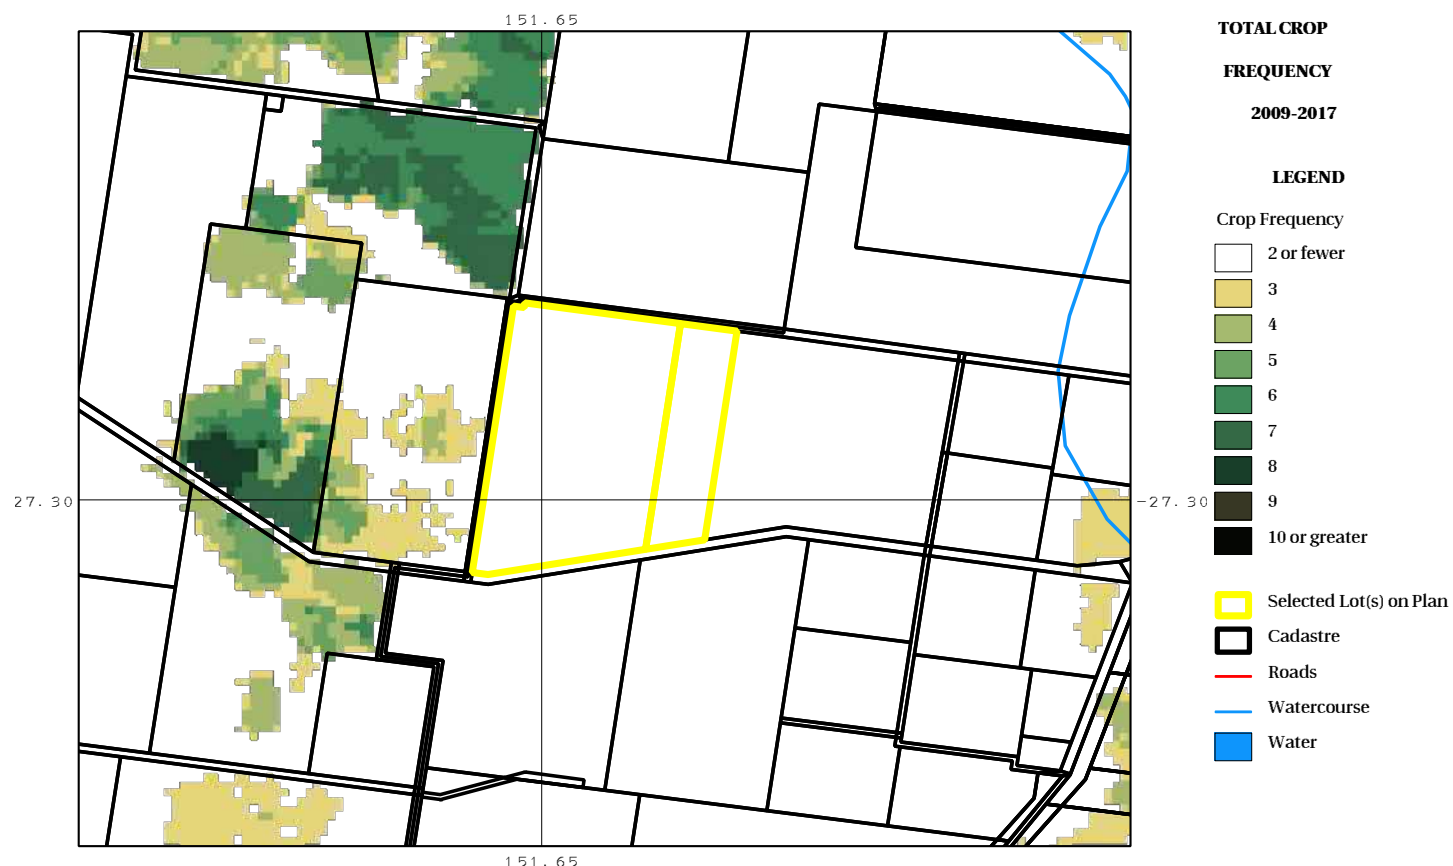 151.65
27.30
-27.30
151.65
TOTAL CROP
FREQUENCY
2009-2017
LEGEND
Crop Frequency
2 or fewer
3
4
5
6
7
8
9
10 or greater
Selected Lot(s) on Plan
Cadastre
Roads
Watercourse
Water